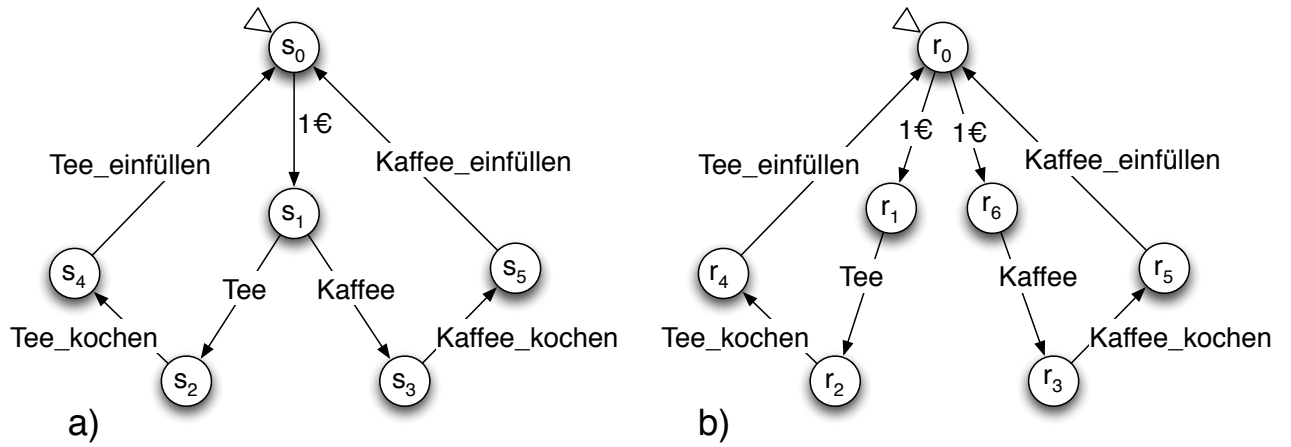 s0
1€
Tee_einfüllen
Kaffee_einfüllen
s1
s4
s5
Tee
Kaffee
Tee_kochen
Kaffee_kochen
s2
s3
a)
r0
1€
1€
Tee_einfüllen
Kaffee_einfüllen
r1
r6
r4
r5
Tee
Kaffee
Tee_kochen
Kaffee_kochen
r2
r3
b)